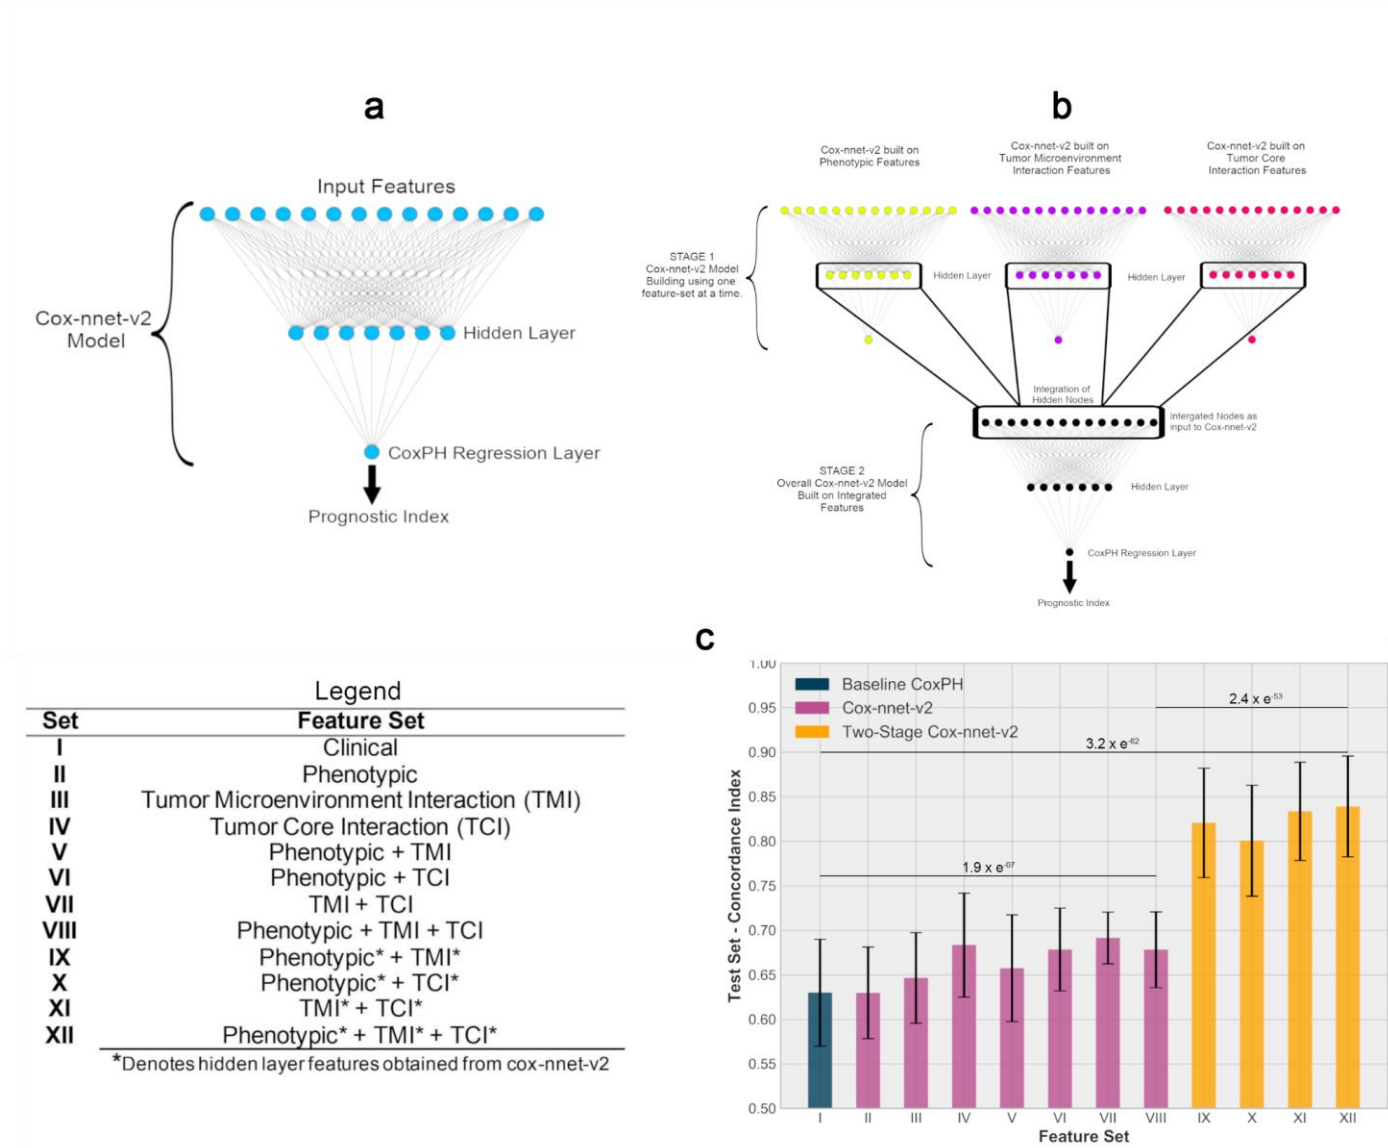 a
Input Features
Cox-nnet-v2
Model
Hidden Layer
CoxPH Regression Layer
Prognostic Index
b
Cox-nnet-v2 built on
Phenotypic Features
Cox-nnet-v2 built on
Tumor Microenvironment
Interaction Features
Cox-nnet-v2 built on
Tumor Core
Interaction Features
STAGE 1
Cox-nnet-v2 Model
Building using one
feature-set at a time.
Hidden Layer
Hidden Layer
Integration of
Hidden Nodes
Intergated Nodes as
input to Cox-nnet-v2
STAGE 2
Overall Cox-nnet-v2 Model
Built on Integrated
Features
Hidden Layer
CoxPH Regression Layer
Prognostic Index
c
Legend
Set Feature Set
I Clinical
II Phenotypic
III Tumor Microenvironment Interaction (TMI)
IV Tumor Core Interaction (TCI)
V Phenotypic + TMI
VI Phenotypic + TCI
VII TMI + TCI
VIII Phenotypic + TMI + TCI
IX Phenotypic* + TMI*
X Phenotypic* + TCI*
XI TMI* + TCI*
XII Phenotypic* + TMI* + TCI*
*Denotes hidden layer features obtained from cox-nnet-v2
Test Set - Concordance Index
1.00
0.95
0.90
0.85
0.80
0.75
0.70
0.65
0.60
0.55
0.50
Baseline CoxPH
Cox-nnet-v2
Two-Stage Cox-nnet-v2
2.4 x e-53
3.2 x e-62
1.9 x e-07
I II III IV V VI VII VIII IX X XI XII
Feature Set